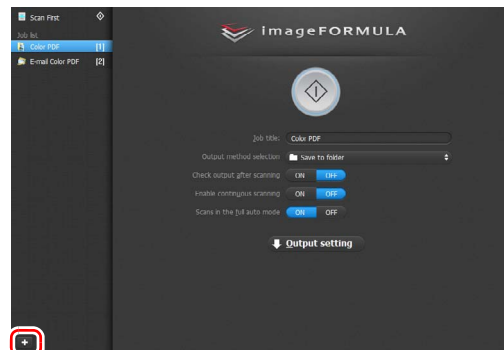 Scan First
Job list
Color PDF [1]
E-mail Color PDF [2]
imageFORMULA
Job title: Color PDF
Output method selection Save to folder
Check output after scanning ON OFF
Enable continuous scanning ON OFF
Scans in the full auto mode ON OFF
Output setting
+